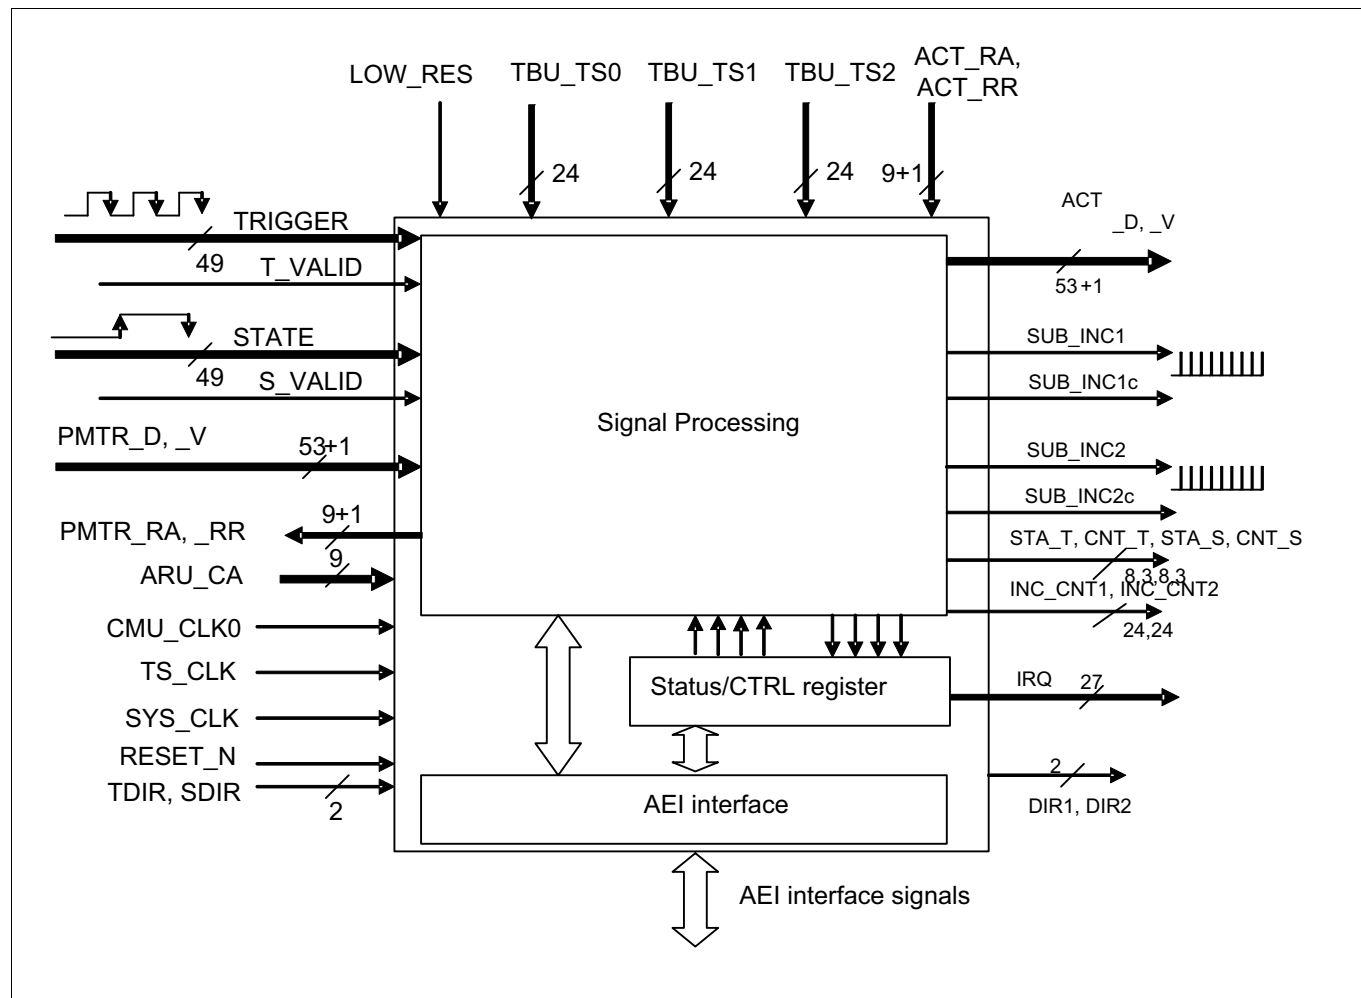 LOW_RES
TBU_TS0
TBU_TS1
TBU_TS2
ACT_RA,
ACT_RR
24
24
24
9+1
TRIGGER
49
T_VALID
STATE
49
S_VALID
PMTR_D, _V
53+1
PMTR_RA, _RR
9+1
ARU_CA
9
CMU_CLK0
TS_CLK
SYS_CLK
RESET_N
TDIR, SDIR
2
Signal Processing
Status/CTRL register
AEI interface
AEI interface signals
ACT
_D, _V
53+1
SUB_INC1
SUB_INC1c
SUB_INC2
SUB_INC2c
STA_T, CNT_T, STA_S, CNT_S
8,3,8,3
INC_CNT1, INC_CNT2
24,24
IRQ
27
2
DIR1, DIR2